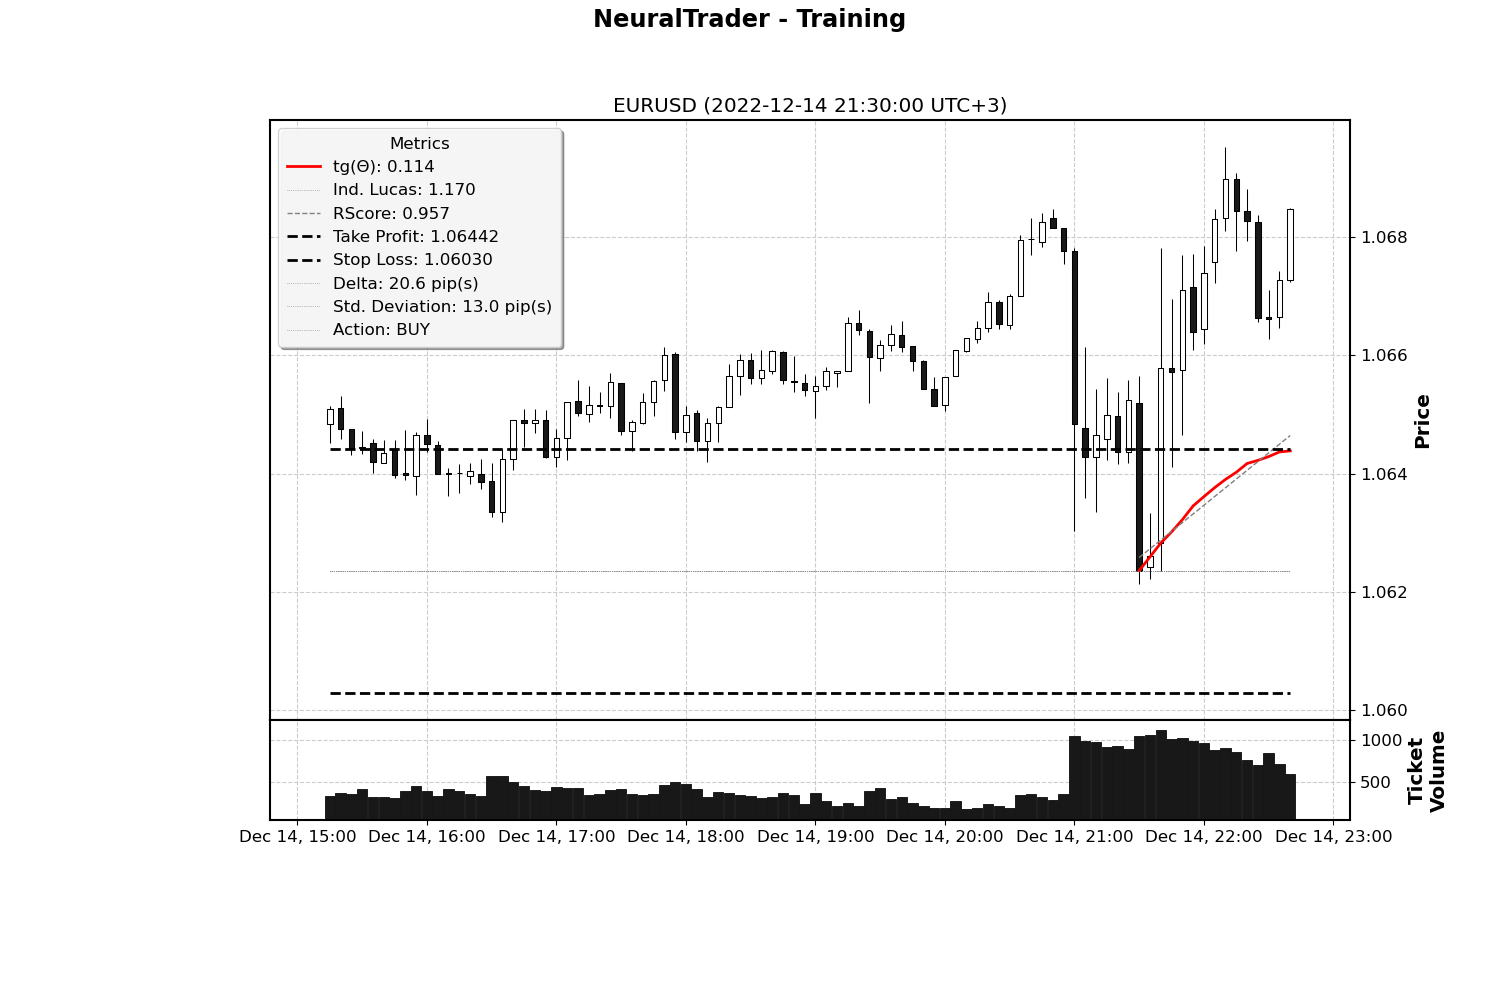 NeuralTrader - Training
EURUSD (2022-12-14 21:30:00 UTC+3)
Metrics
tg(Θ): 0.114
Ind. Lucas: 1.170
RScore: 0.957
Take Profit: 1.06442
Stop Loss: 1.06030
Delta: 20.6 pip(s)
Std. Deviation: 13.0 pip(s)
Action: BUY
1.068
1.066
1.064
1.062
1.060
Price
1000
500
Ticket
Volume
Dec 14, 15:00
Dec 14, 16:00
Dec 14, 17:00
Dec 14, 18:00
Dec 14, 19:00
Dec 14, 20:00
Dec 14, 21:00
Dec 14, 22:00
Dec 14, 23:00